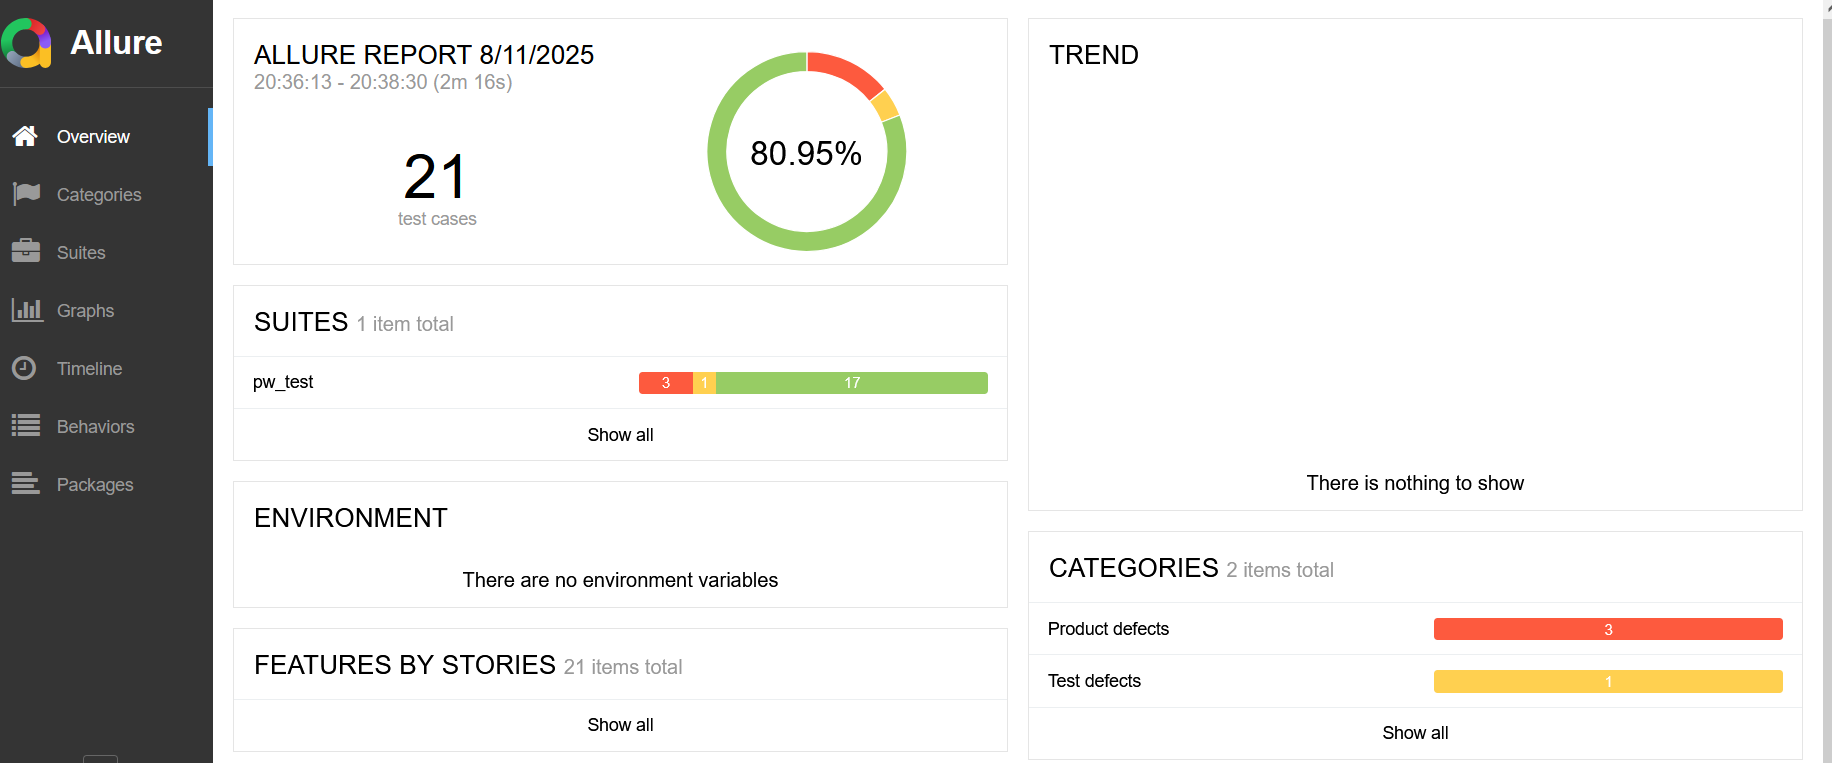 Allure
Overview
Categories
Suites
Graphs
Timeline
Behaviors
Packages
ALLURE REPORT 8/11/2025
20:36:13 - 20:38:30 (2m 16s)
21
test cases
80.95%
SUITES 1 item total
pw_test 3 1 17
Show all
ENVIRONMENT
There are no environment variables
FEATURES BY STORIES 21 items total
Show all
TREND
There is nothing to show
CATEGORIES 2 items total
Product defects 3
Test defects 1
Show all